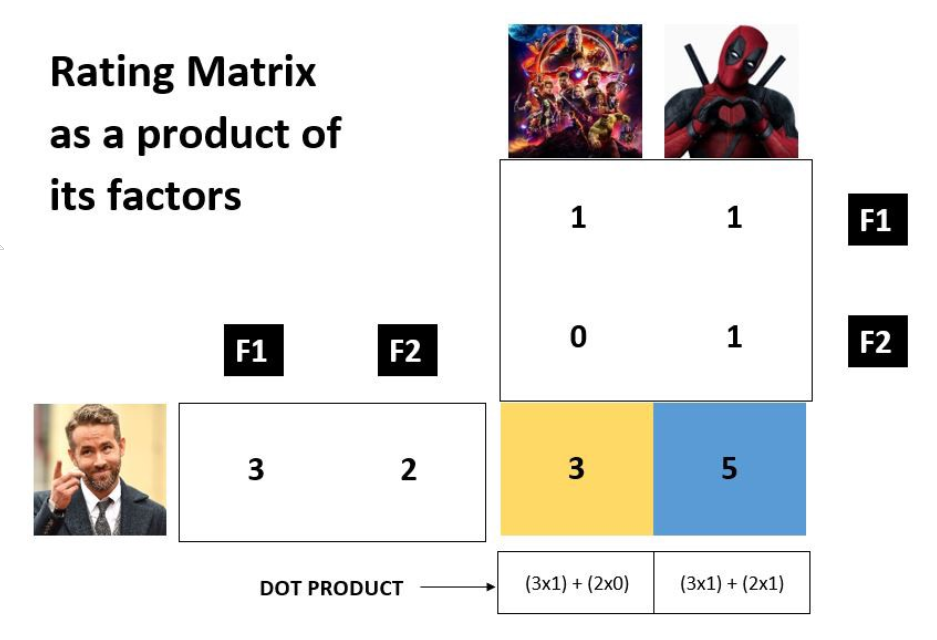 Rating Matrix
as a product of
its factors
1 1 F1
0 1 F2
F1 F2
3 2 3 5
DOT PRODUCT (3x1) + (2x0) (3x1) + (2x1)